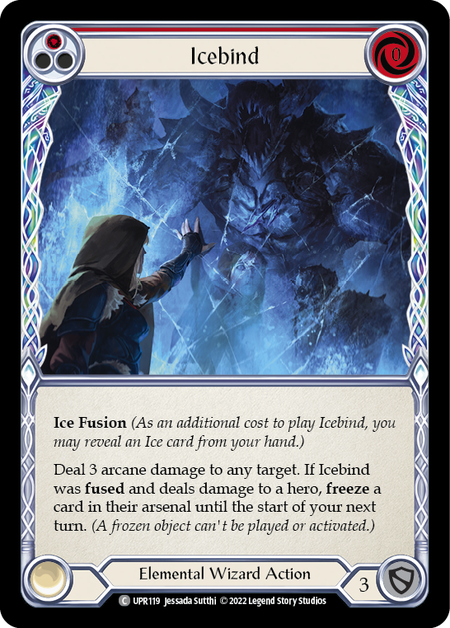 Icebind
0
Ice Fusion (As an additional cost to play Icebind, you
may reveal an Ice card from your hand.)
Deal 3 arcane damage to any target. If Icebind
was fused and deals damage to a hero, freeze a
card in their arsenal until the start of your next
turn. (A frozen object can't be played or activated.)
Elemental Wizard Action
3
C UPR119 Jessada Sutthi © 2022 Legend Story Studios